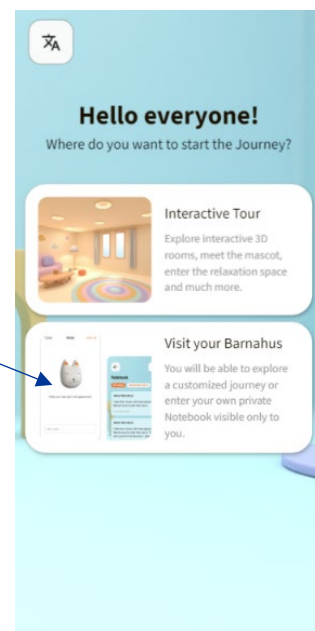 Hello everyone!
Where do you want to start the Journey?
Interactive Tour
Explore interactive 3D
rooms, meet the mascot,
enter the relaxation space
and much more.
Visit your Barnahus
You will be able to explore
a customized journey or
enter your own private
Notebook visible only to
you.